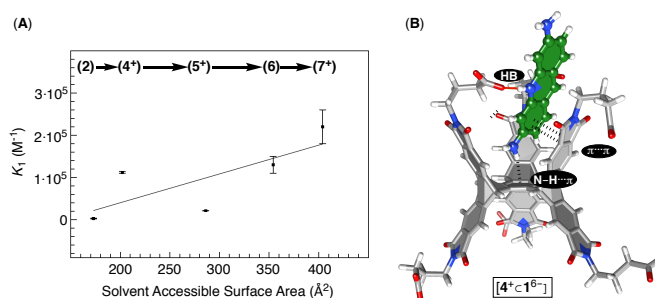 (A)
(2) (4⁺) (5⁺) (6) (7⁺)
3·10⁵
2·10⁵
1·10⁵
0
K₁ (M⁻¹)
200 250 300 350 400
Solvent Accessible Surface Area (Å²)
(B)
HB
π···π
N–H···π
[4⁺⊂1⁶⁻]